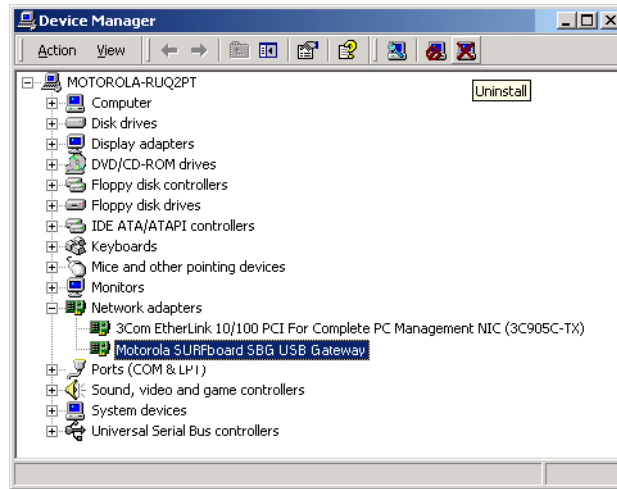 Device Manager
Action View
MOTOROLA-RUQ2PT
Uninstall
Computer
Disk drives
Display adapters
DVD/CD-ROM drives
Floppy disk controllers
Floppy disk drives
IDE ATA/ATAPI controllers
Keyboards
Mice and other pointing devices
Monitors
Network adapters
3Com EtherLink 10/100 PCI For Complete PC Management NIC (3C905C-TX)
Motorola SURFboard SBG USB Gateway
Ports (COM & LPT)
Sound, video and game controllers
System devices
Universal Serial Bus controllers